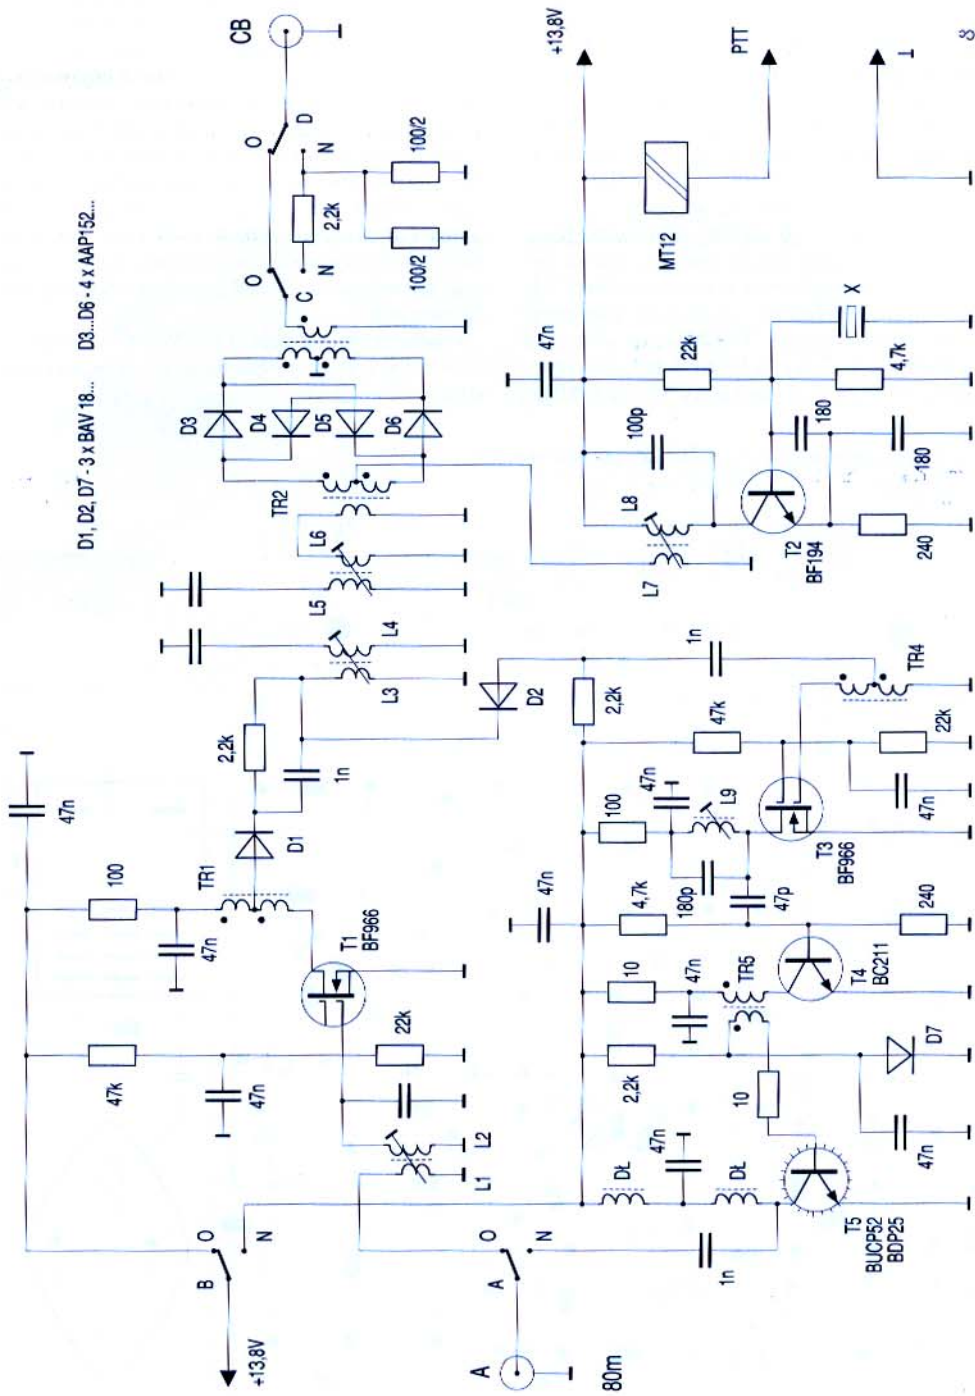 D1, D2, D7 - 3 x BAV 18...
D3...D6 - 4 x AAP152...
+13,8V
B
O
N
47k
47n
100
47n
47n
TR1
T1
BF966
22k
L1
L2
D1
2,2k
1n
L3
L4
L5
L6
TR2
D3
D4
D5
D6
C
O
N
2,2k
100/2
100/2
O
D
N
CB
A
80m
A
O
N
1n
DŁ
47n
DŁ
T5
BUCP52
BDP25
2,2k
10
47n
D7
10
47n
TR5
T4
BC211
47n
4,7k
180p
47p
240
100
47n
L9
T3
BF966
47k
47n
22k
2,2k
D2
1n
TR4
L7
L8
100p
T2
BF194
240
47n
22k
180
180
4,7k
X
MT12
+13,8V
PTT
⊥
8